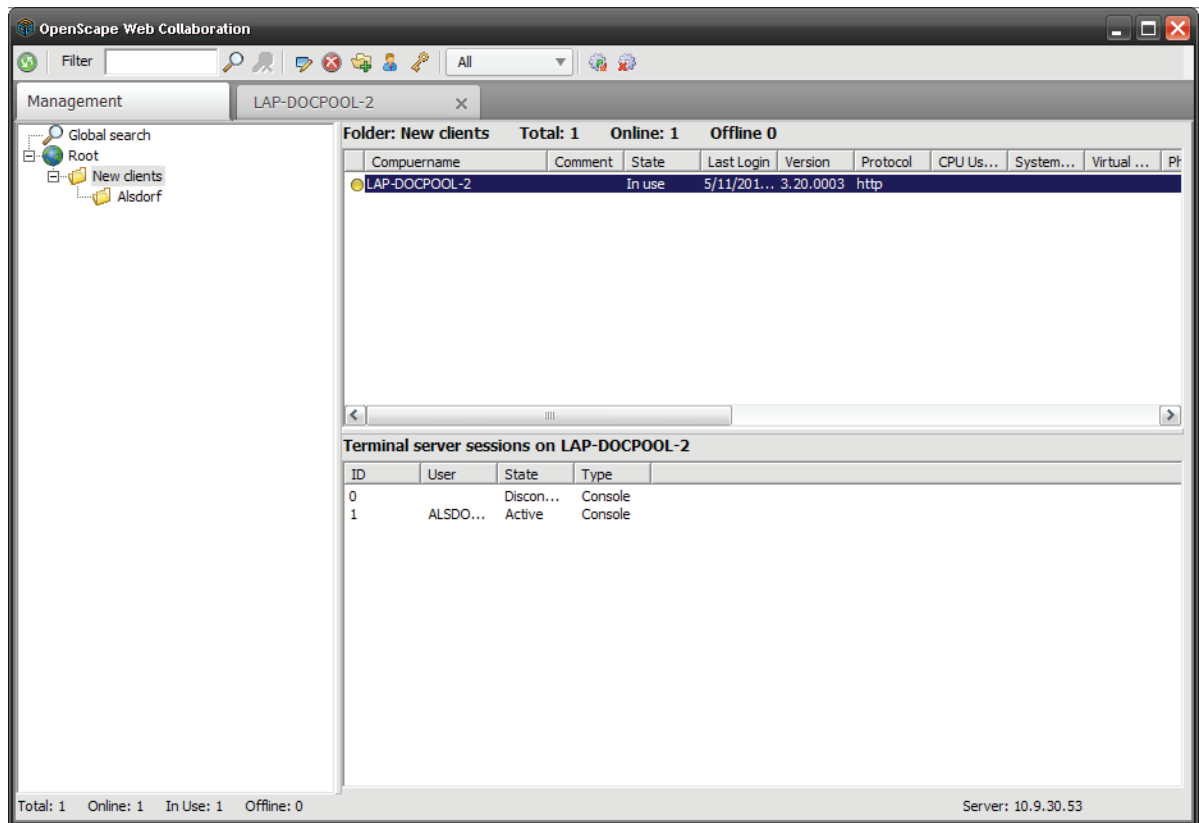 OpenScape Web Collaboration
Filter All
Management LAP-DOCPOOL-2
Global search
Root
New clients
Alsdorf
Folder: New clients Total: 1 Online: 1 Offline 0
Compuername Comment State Last Login Version Protocol CPU Us... System... Virtual ... Ph
LAP-DOCPOOL-2 In use 5/11/201... 3.20.0003 http
Terminal server sessions on LAP-DOCPOOL-2
ID User State Type
0 Discon... Console
1 ALSDO... Active Console
Total: 1 Online: 1 In Use: 1 Offline: 0 Server: 10.9.30.53